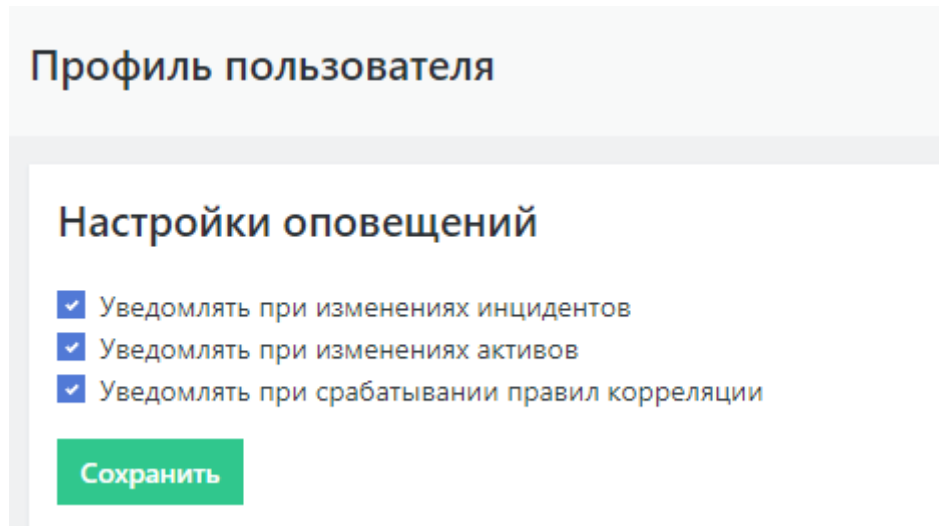 Профиль пользователя
Настройки оповещений
Уведомлять при изменениях инцидентов
Уведомлять при изменениях активов
Уведомлять при срабатывании правил корреляции
Сохранить